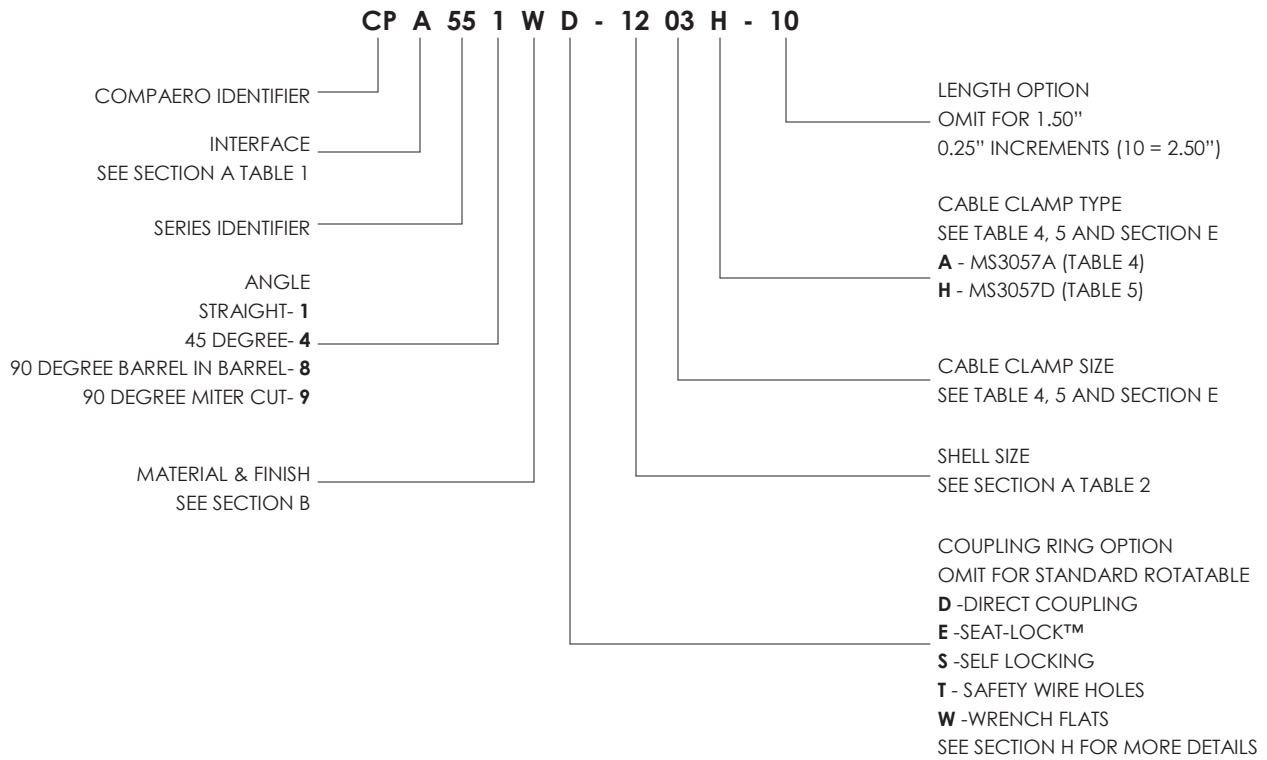 CP A 55 1 W D - 12 03 H - 10
COMPAERO IDENTIFIER
INTERFACE
SEE SECTION A TABLE 1
SERIES IDENTIFIER
ANGLE
STRAIGHT- 1
45 DEGREE- 4
90 DEGREE BARREL IN BARREL- 8
90 DEGREE MITER CUT- 9
MATERIAL & FINISH
SEE SECTION B
LENGTH OPTION
OMIT FOR 1.50”
0.25” INCREMENTS (10 = 2.50”)
CABLE CLAMP TYPE
SEE TABLE 4, 5 AND SECTION E
A - MS3057A (TABLE 4)
H - MS3057D (TABLE 5)
CABLE CLAMP SIZE
SEE TABLE 4, 5 AND SECTION E
SHELL SIZE
SEE SECTION A TABLE 2
COUPLING RING OPTION
OMIT FOR STANDARD ROTATABLE
D -DIRECT COUPLING
E -SEAT-LOCK™
S -SELF LOCKING
T - SAFETY WIRE HOLES
W -WRENCH FLATS
SEE SECTION H FOR MORE DETAILS